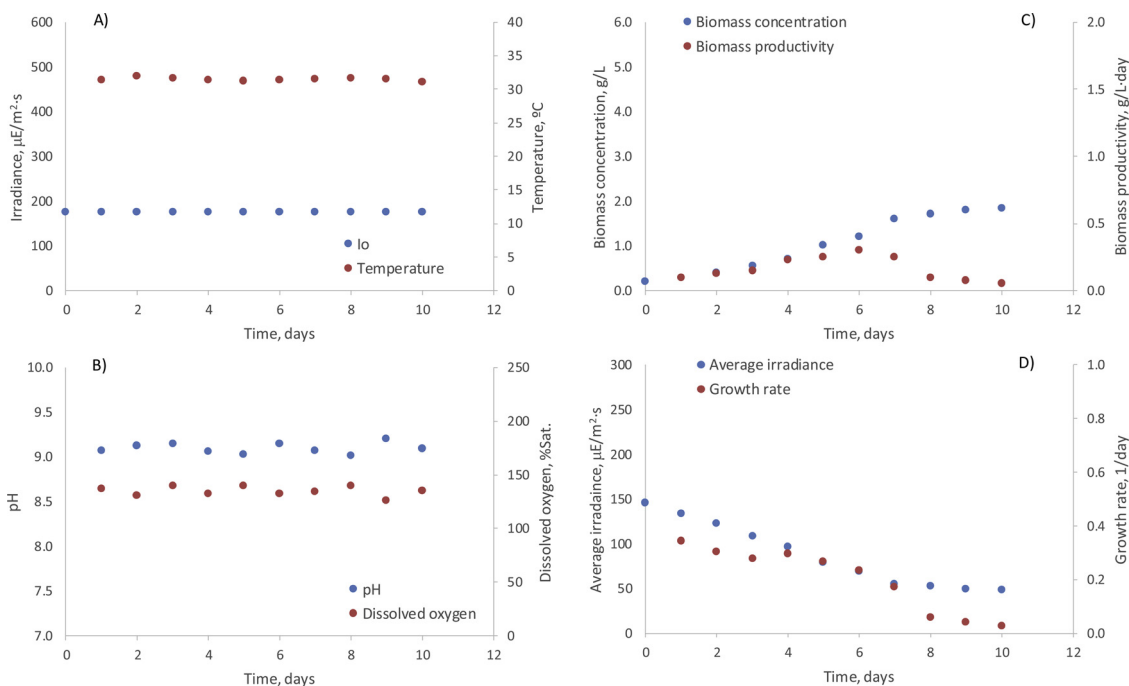 A)
600
500
400
300
200
100
0
Irradiance, µE/m²·s
40
35
30
25
20
15
10
5
0
Temperature, ºC
Io
Temperature
0 2 4 6 8 10 12
Time, days
C)
6.0
5.0
4.0
3.0
2.0
1.0
0.0
Biomass concentration, g/L
Biomass concentration
Biomass productivity
2.0
1.6
1.2
0.8
0.4
0.0
Biomass productivity, g/L·day
0 2 4 6 8 10 12
Time, days
B)
10.0
9.5
9.0
8.5
8.0
7.5
7.0
pH
250
200
150
100
50
0
Dissolved oxygen, %Sat.
pH
Dissolved oxygen
0 2 4 6 8 10 12
Time, days
D)
300
250
200
150
100
50
0
Average irradaince, µE/m²·s
Average irradiance
Growth rate
1.0
0.8
0.6
0.4
0.2
0.0
Growth rate, 1/day
0 2 4 6 8 10 12
Time, days